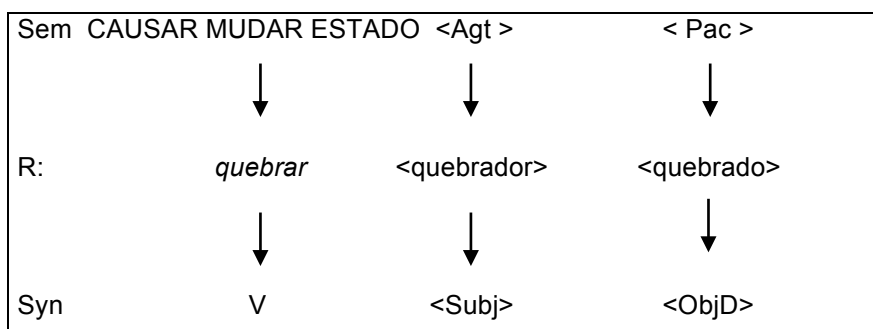 Sem CAUSAR MUDAR ESTADO <Agt > < Pac >
R: quebrar <quebrador> <quebrado>
Syn V <Subj> <ObjD>